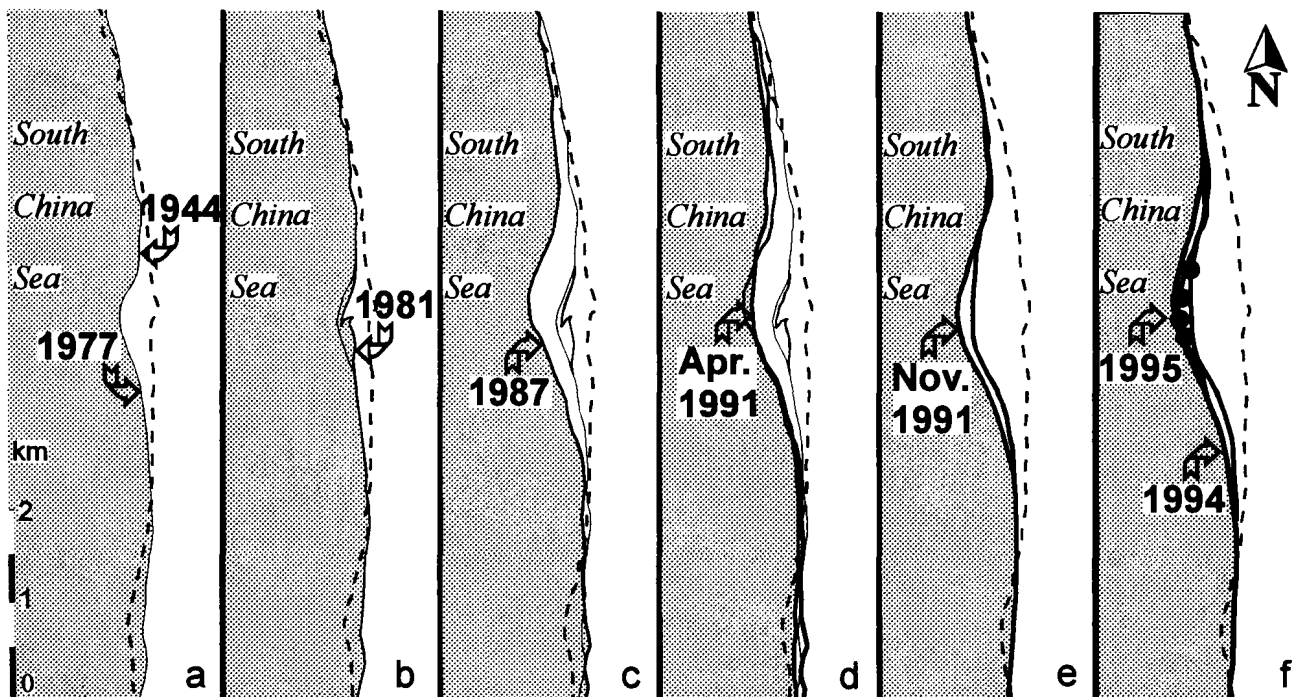 South
China
Sea
1944
1977
km
2
1
0
a
South
China
Sea
1981
b
South
China
Sea
1987
c
South
China
Sea
Apr.
1991
d
South
China
Sea
Nov.
1991
e
N
South
China
Sea
1995
1994
f